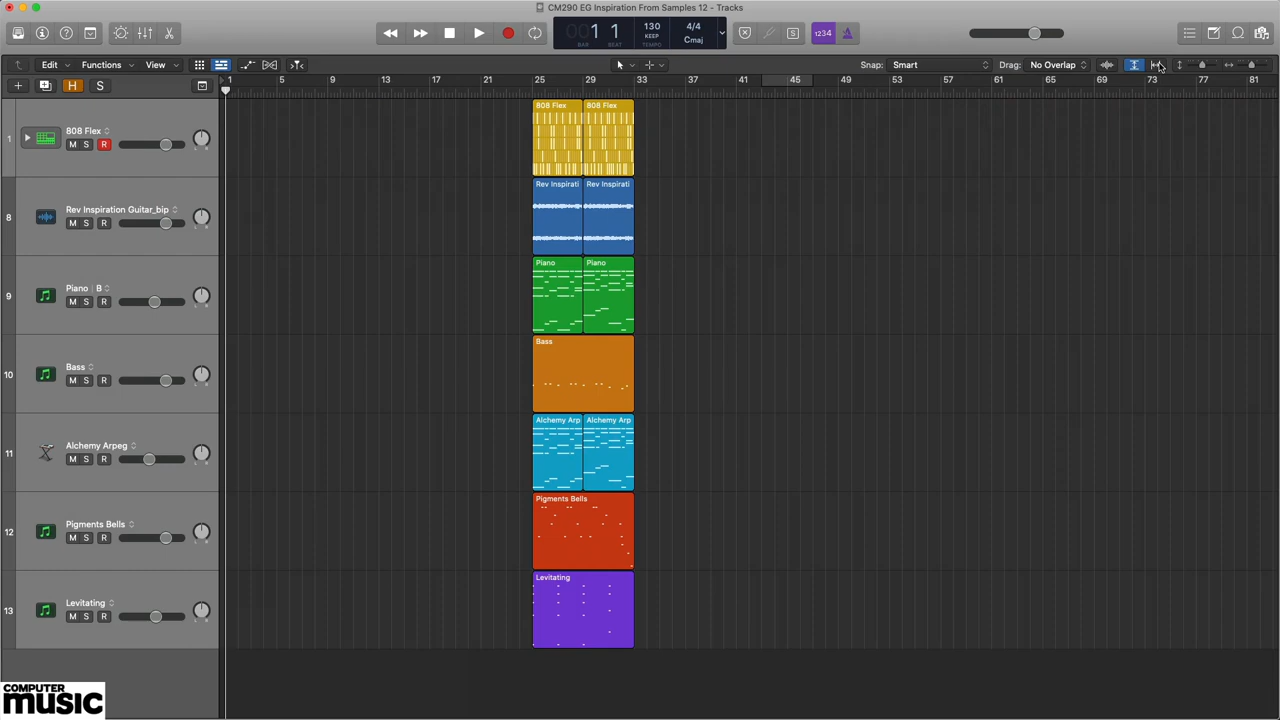 CM290 EG Inspiration From Samples 12 - Tracks
001 1
BAR BEAT
130
TEMPO
4/4
Cmaj
1234
S
Edit Functions View
Snap: Smart
Drag: No Overlap
H S
1 5 9 13 17 21 25 29 33 37 41 45 49 53 57 61 65 69 73 77 81
1
808 Flex
M S R
808 Flex 808 Flex
8
Rev Inspiration Guitar_bip
M S R
Rev Inspirati Rev Inspirati
9
Piano B
M S R
Piano Piano
10
Bass
M S R
Bass
11
Alchemy Arpeg
M S R
Alchemy Arp Alchemy Arp
12
Pigments Bells
M S R
Pigments Bells
13
Levitating
M S R
Levitating
COMPUTER
music